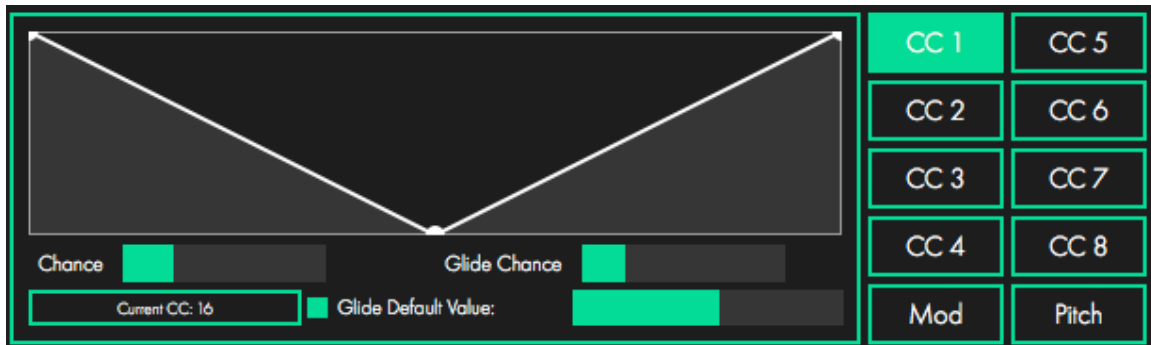 CC 1 CC 5
CC 2 CC 6
CC 3 CC 7
Chance Glide Chance CC 4 CC 8
Current CC: 16 Glide Default Value: Mod Pitch